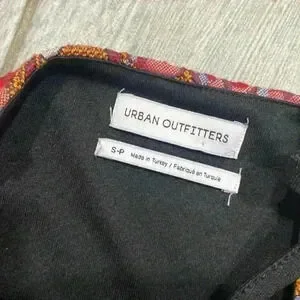 URBAN OUTFITTERS
S-P Made in Turkey / Fabriqué en Turquie